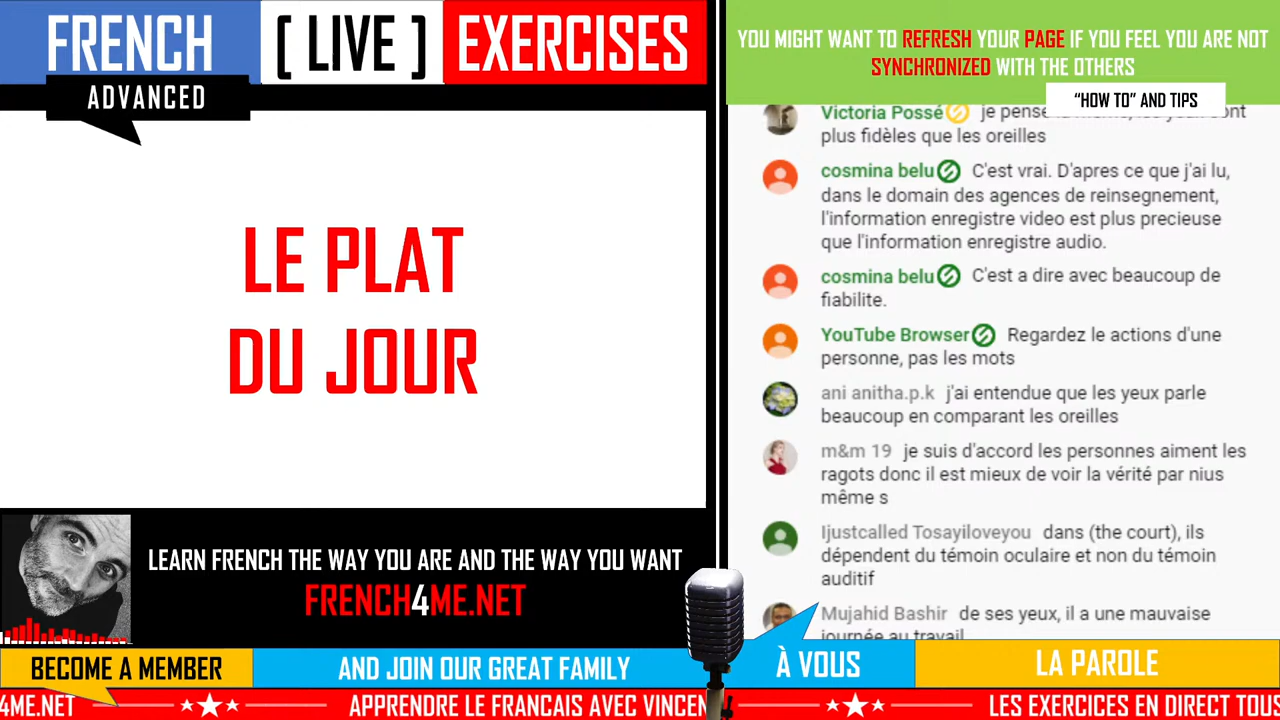 FRENCH
[ LIVE ]
EXERCISES
ADVANCED
LE PLAT
DU JOUR
LEARN FRENCH THE WAY YOU ARE AND THE WAY YOU WANT
FRENCH4ME.NET
BECOME A MEMBER
AND JOIN OUR GREAT FAMILY
YOU MIGHT WANT TO REFRESH YOUR PAGE IF YOU FEEL YOU ARE NOT
SYNCHRONIZED WITH THE OTHERS
“HOW TO” AND TIPS
Victoria Possé je pense
plus fidèles que les oreilles
cosmina belu C'est vrai. D'apres ce que j'ai lu,
dans le domain des agences de reinsegnement,
l'information enregistre video est plus precieuse
que l'information enregistre audio.
cosmina belu C'est a dire avec beaucoup de
fiabilite.
YouTube Browser Regardez le actions d'une
personne, pas les mots
ani anitha.p.k j'ai entendue que les yeux parle
beaucoup en comparant les oreilles
m&m 19 je suis d'accord les personnes aiment les
ragots donc il est mieux de voir la vérité par nius
même s
Ijustcalled Tosayiloveyou dans (the court), ils
dépendent du témoin oculaire et non du témoin
auditif
Mujahid Bashir de ses yeux, il a une mauvaise
journée au travail
À VOUS
LA PAROLE
4ME.NET
APPRENDRE LE FRANCAIS AVEC VINCEN
LES EXERCICES EN DIRECT TOUS